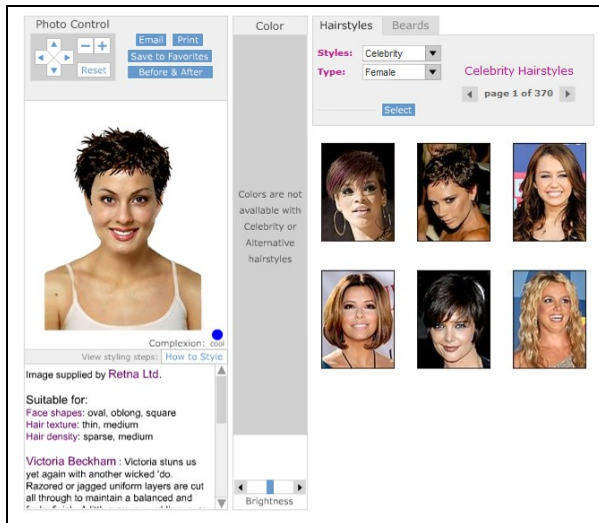 Photo Control
Email Print
Save to Favorites
Reset
Before & After
Complexion: cool
View styling steps: How to Style
Image supplied by Retna Ltd.
Suitable for:
Face shapes: oval, oblong, square
Hair texture: thin, medium
Hair density: sparse, medium
Victoria Beckham : Victoria stuns us
yet again with another wicked 'do.
Razored or jagged uniform layers are cut
all through to maintain a balanced and
Color
Colors are not
available with
Celebrity or
Alternative
hairstyles
Brightness
Hairstyles Beards
Styles: Celebrity
Type: Female
Select
Celebrity Hairstyles
page 1 of 370